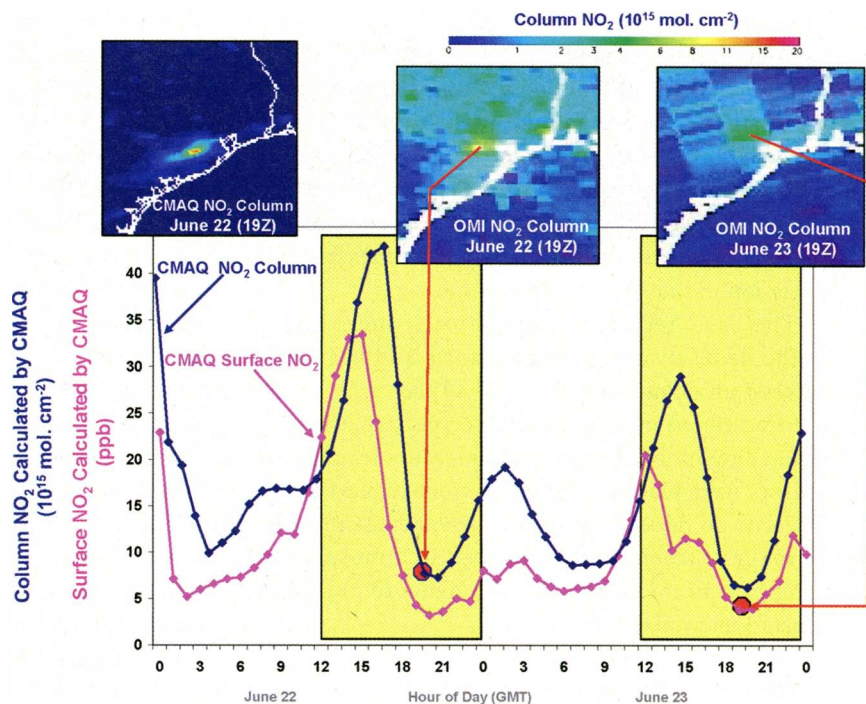 Column NO₂ (10¹⁵ mol. cm⁻²)
0 1 2 3 4 6 8 11 15 20
CMAQ NO₂ Column
June 22 (19Z)
OMI NO₂ Column
June 22 (19Z)
OMI NO₂ Column
June 23 (19Z)
Column NO₂ Calculated by CMAQ
(10¹⁵ mol. cm⁻²)
Surface NO₂ Calculated by CMAQ
(ppb)
40
35
30
25
20
15
10
5
0
CMAQ NO₂ Column
CMAQ Surface NO₂
0 3 6 9 12 15 18 21 0 3 6 9 12 15 18 21 0
June 22 Hour of Day (GMT) June 23